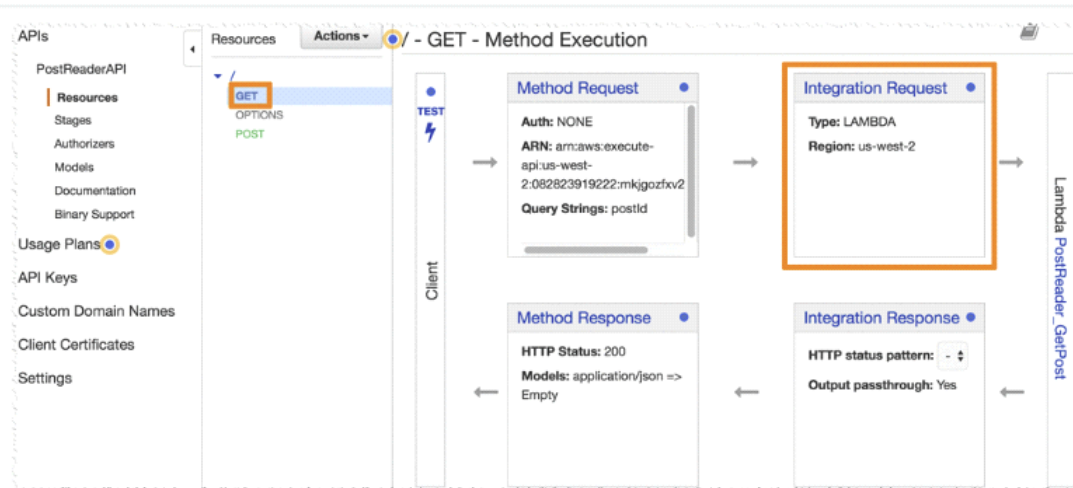 APIs
PostReaderAPI
Resources
Stages
Authorizers
Models
Documentation
Binary Support
Usage Plans
API Keys
Custom Domain Names
Client Certificates
Settings
Resources
Actions
/
GET
OPTIONS
POST
/ - GET - Method Execution
TEST
Client
Method Request
Auth: NONE
ARN: arn:aws:execute-
api:us-west-
2:082823919222:mkjgozfxv2
Query Strings: postId
Integration Request
Type: LAMBDA
Region: us-west-2
Lambda PostReader_GetPost
Method Response
HTTP Status: 200
Models: application/json =>
Empty
Integration Response
HTTP status pattern: -
Output passthrough: Yes